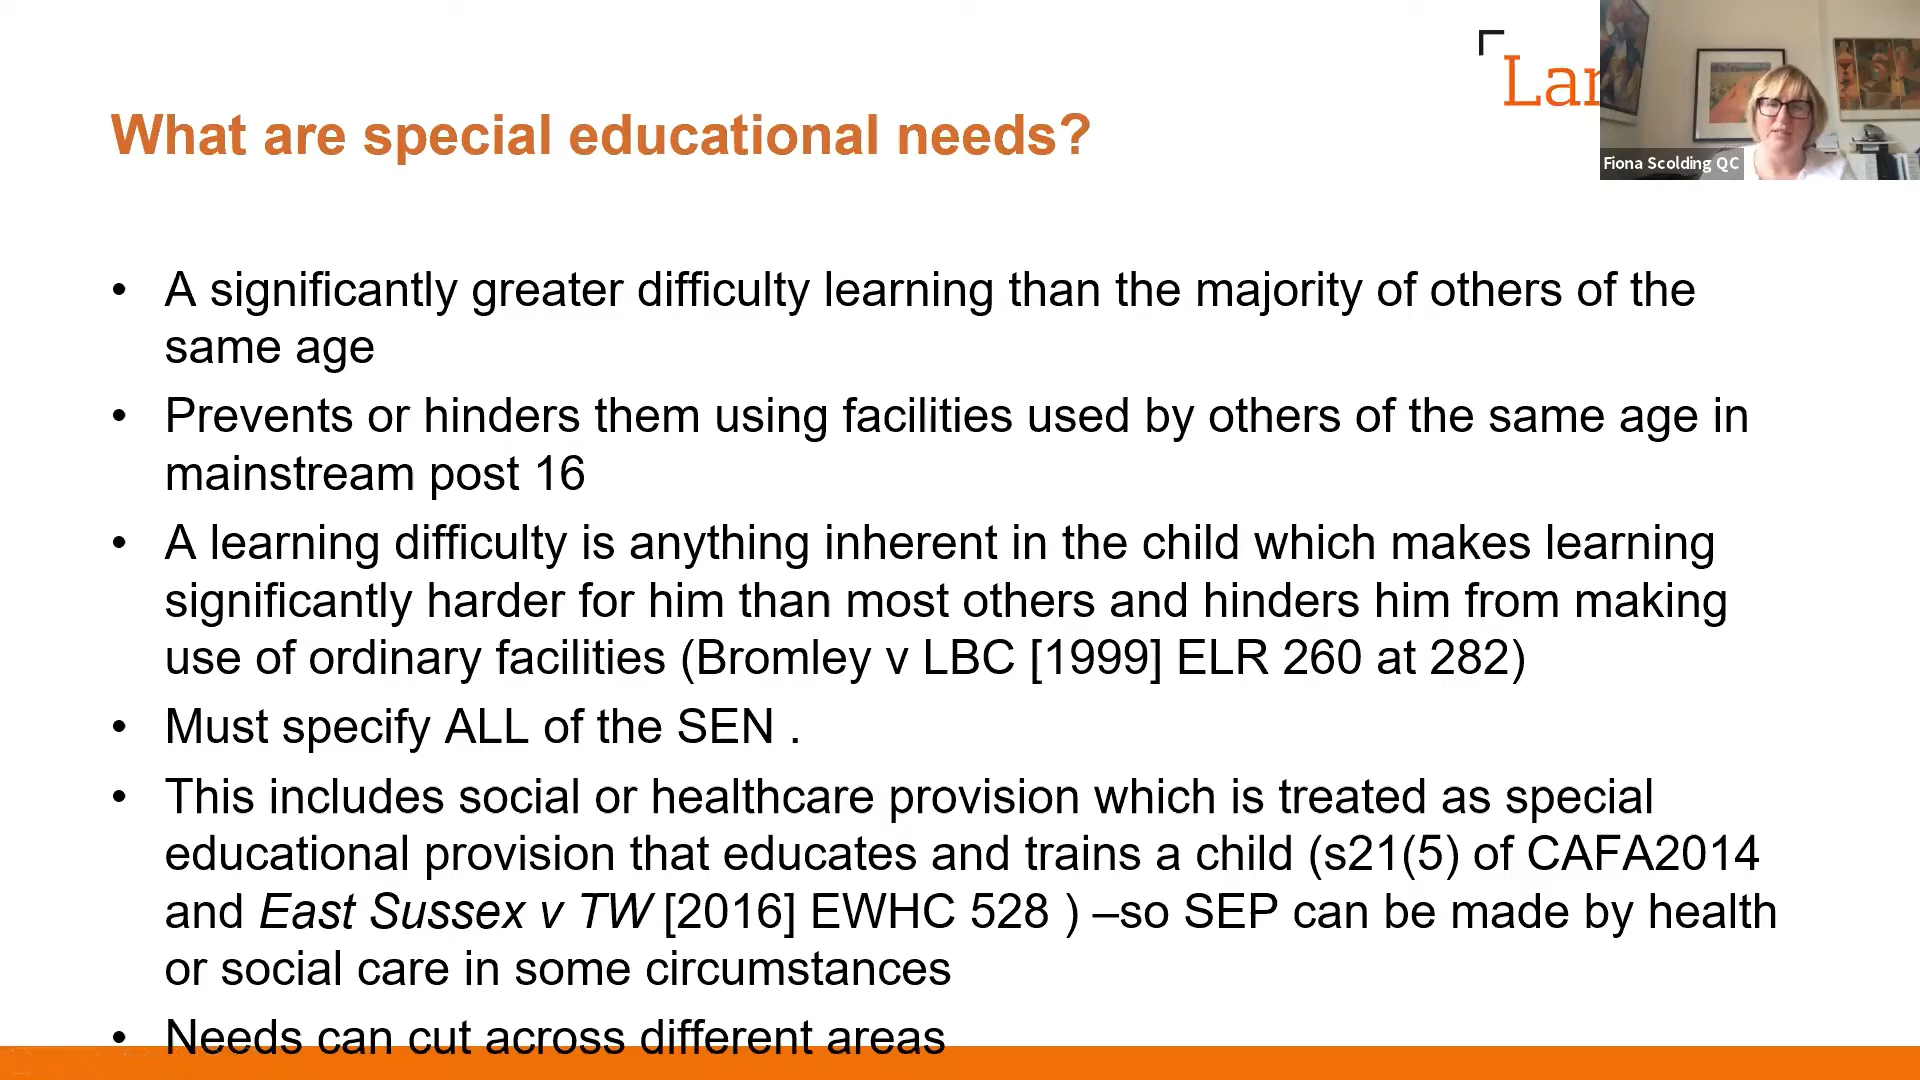 Lan
Fiona Scolding QC
What are special educational needs?
• A significantly greater difficulty learning than the majority of others of the
same age
• Prevents or hinders them using facilities used by others of the same age in
mainstream post 16
• A learning difficulty is anything inherent in the child which makes learning
significantly harder for him than most others and hinders him from making
use of ordinary facilities (Bromley v LBC [1999] ELR 260 at 282)
• Must specify ALL of the SEN .
• This includes social or healthcare provision which is treated as special
educational provision that educates and trains a child (s21(5) of CAFA2014
and East Sussex v TW [2016] EWHC 528 ) –so SEP can be made by health
or social care in some circumstances
• Needs can cut across different areas